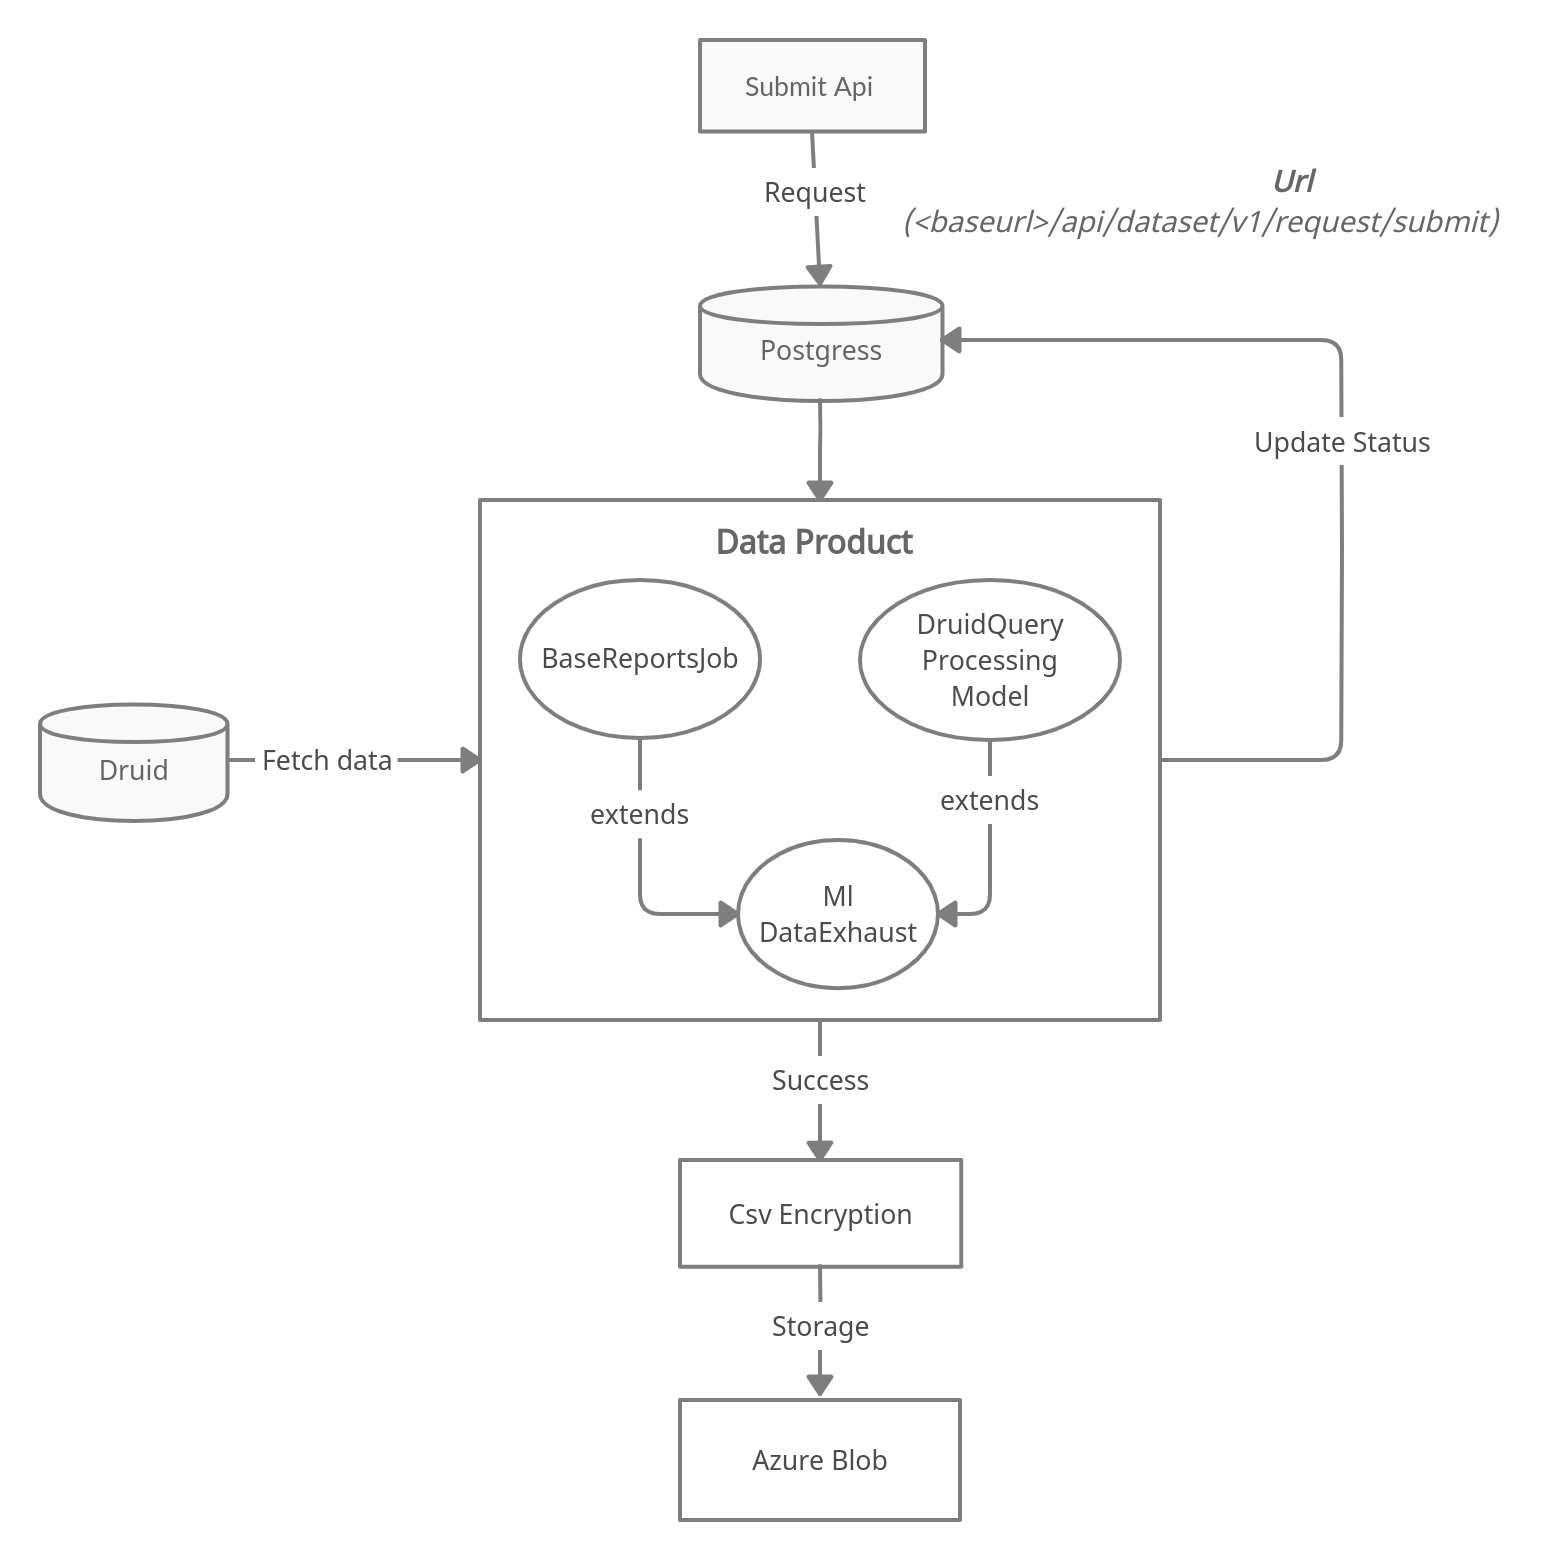 Submit Api
Request
Url
(<baseurl>/api/dataset/v1/request/submit)
Postgress
Update Status
Data Product
BaseReportsJob
DruidQuery
Processing
Model
Druid
Fetch data
extends
extends
Ml
DataExhaust
Success
Csv Encryption
Storage
Azure Blob